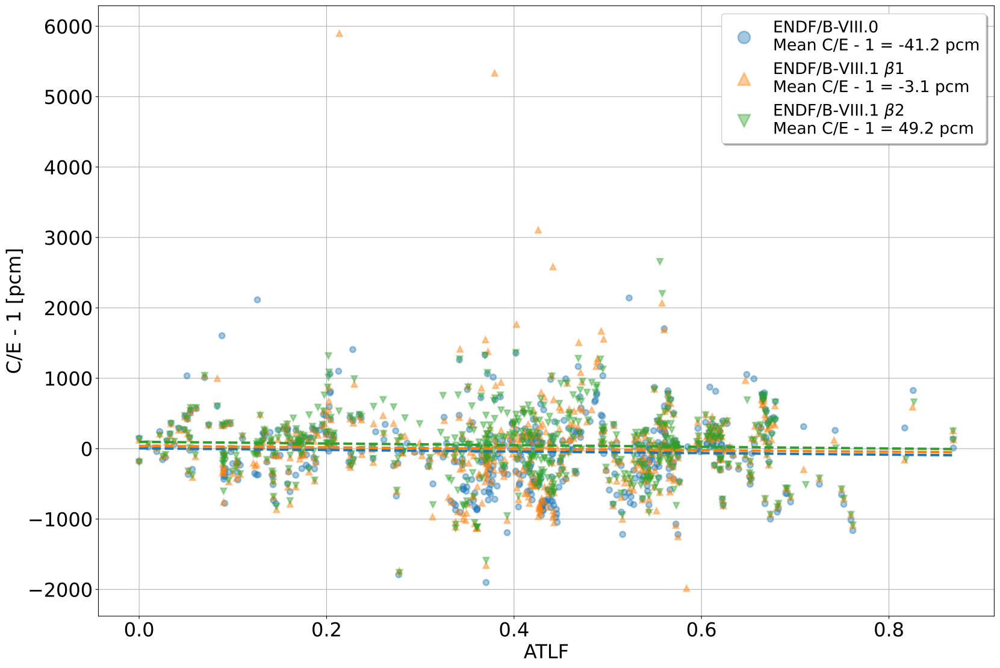 6000
5000
4000
3000
2000
1000
0
−1000
−2000
C/E - 1 [pcm]
ENDF/B-VIII.0
Mean C/E - 1 = -41.2 pcm
ENDF/B-VIII.1 β1
Mean C/E - 1 = -3.1 pcm
ENDF/B-VIII.1 β2
Mean C/E - 1 = 49.2 pcm
0.0 0.2 0.4 0.6 0.8
ATLF